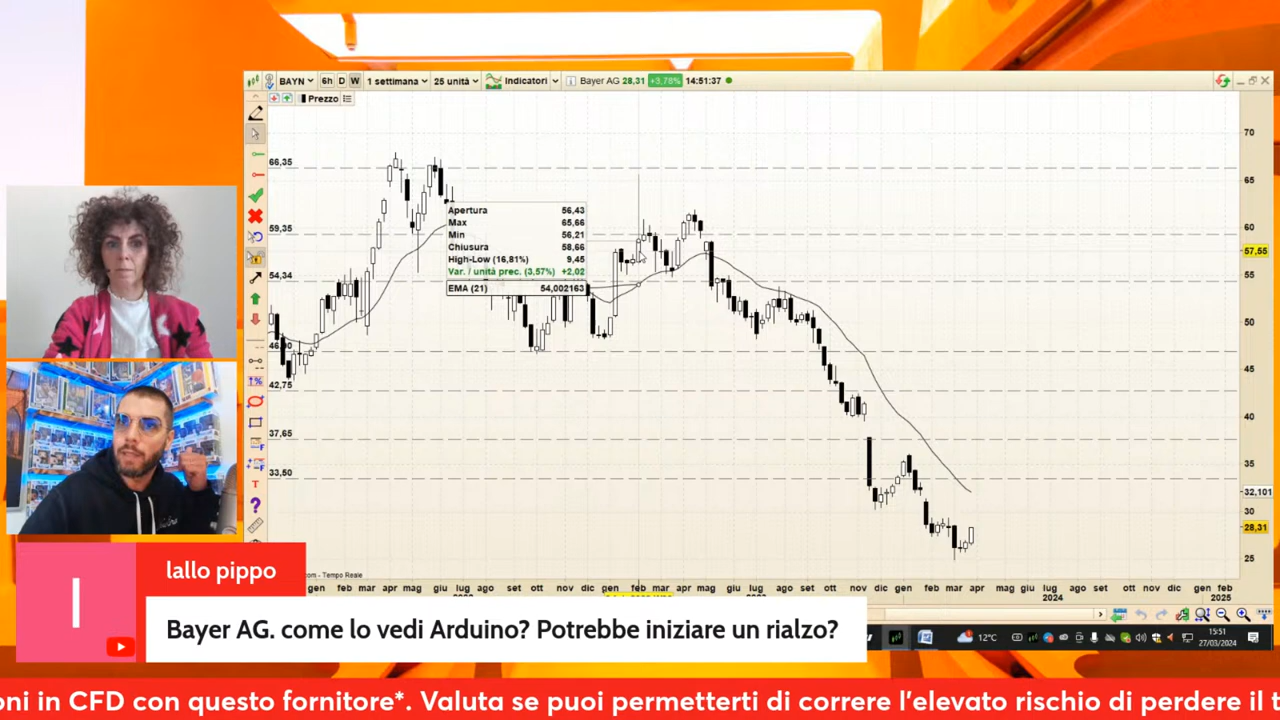 BAYN 6h D W 1 settimana 25 unità Indicatori Bayer AG 28,31 +3,78% 14:51:37
Prezzo
70
66,35
65
Apertura 56,43
Max 65,66
Min 56,21
Chiusura 58,66
High-Low (16,81%) 9,45
Var. / unità prec. (3,57%) +2,02
EMA (21) 54,002163
59,35
60
57,55
54,34
55
50
46,90
45
42,75
40
37,65
35
33,50
32,101
30
28,31
25
.com - Tempo Reale
gen feb mar apr mag giu lug ago set ott nov dic gen feb mar apr mag giu lug ago set ott nov dic gen feb mar apr mag giu lug ago set ott nov dic gen feb
2023 2024 2025
12°C
15:51
27/03/2024
l
lallo pippo
Bayer AG. come lo vedi Arduino? Potrebbe iniziare un rialzo?
oni in CFD con questo fornitore*. Valuta se puoi permetterti di correre l'elevato rischio di perdere il t